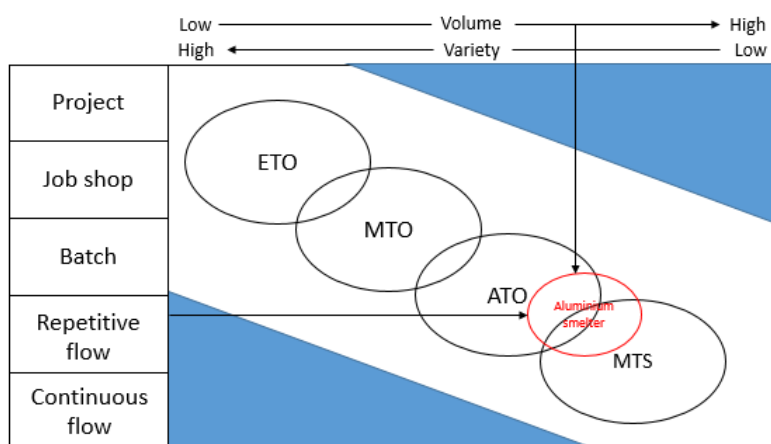 Low Volume High
High Variety Low
Project
Job shop
Batch
Repetitive
flow
Continuous
flow
ETO
MTO
ATO
Aluminium
smelter
MTS